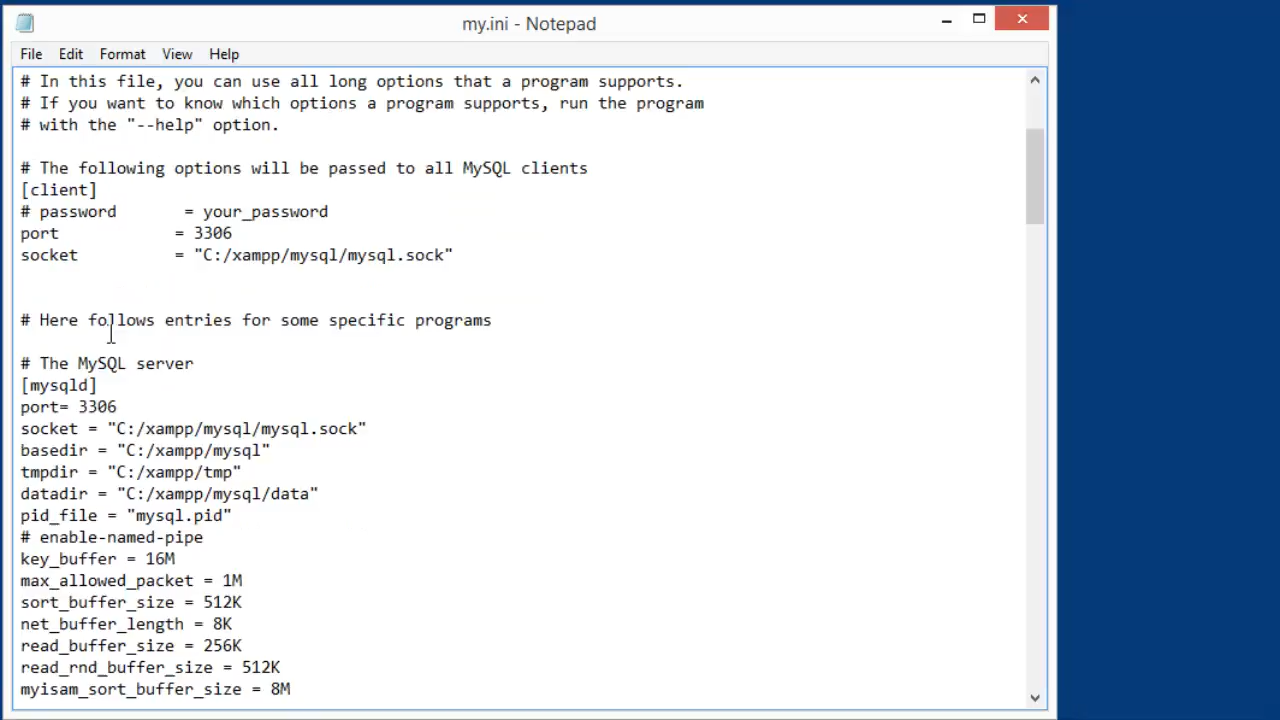 my.ini - Notepad
File Edit Format View Help
# In this file, you can use all long options that a program supports.
# If you want to know which options a program supports, run the program
# with the "--help" option.
# The following options will be passed to all MySQL clients
[client]
# password       = your_password
port            = 3306
socket          = "C:/xampp/mysql/mysql.sock"
# Here follows entries for some specific programs
# The MySQL server
[mysqld]
port= 3306
socket = "C:/xampp/mysql/mysql.sock"
basedir = "C:/xampp/mysql"
tmpdir = "C:/xampp/tmp"
datadir = "C:/xampp/mysql/data"
pid_file = "mysql.pid"
# enable-named-pipe
key_buffer = 16M
max_allowed_packet = 1M
sort_buffer_size = 512K
net_buffer_length = 8K
read_buffer_size = 256K
read_rnd_buffer_size = 512K
myisam_sort_buffer_size = 8M